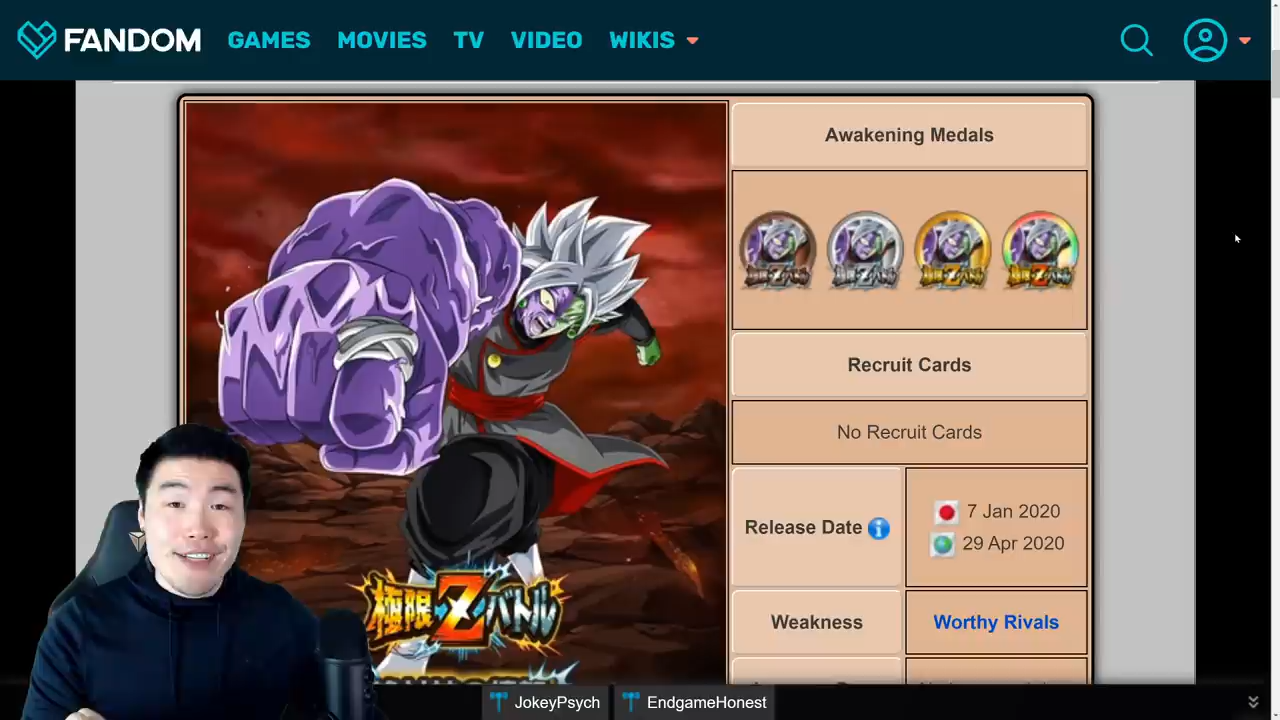 FANDOM GAMES MOVIES TV VIDEO WIKIS
Awakening Medals
Recruit Cards
No Recruit Cards
Release Date
7 Jan 2020
29 Apr 2020
Weakness
Worthy Rivals
極限Zバトル
JokeyPsych EndgameHonest